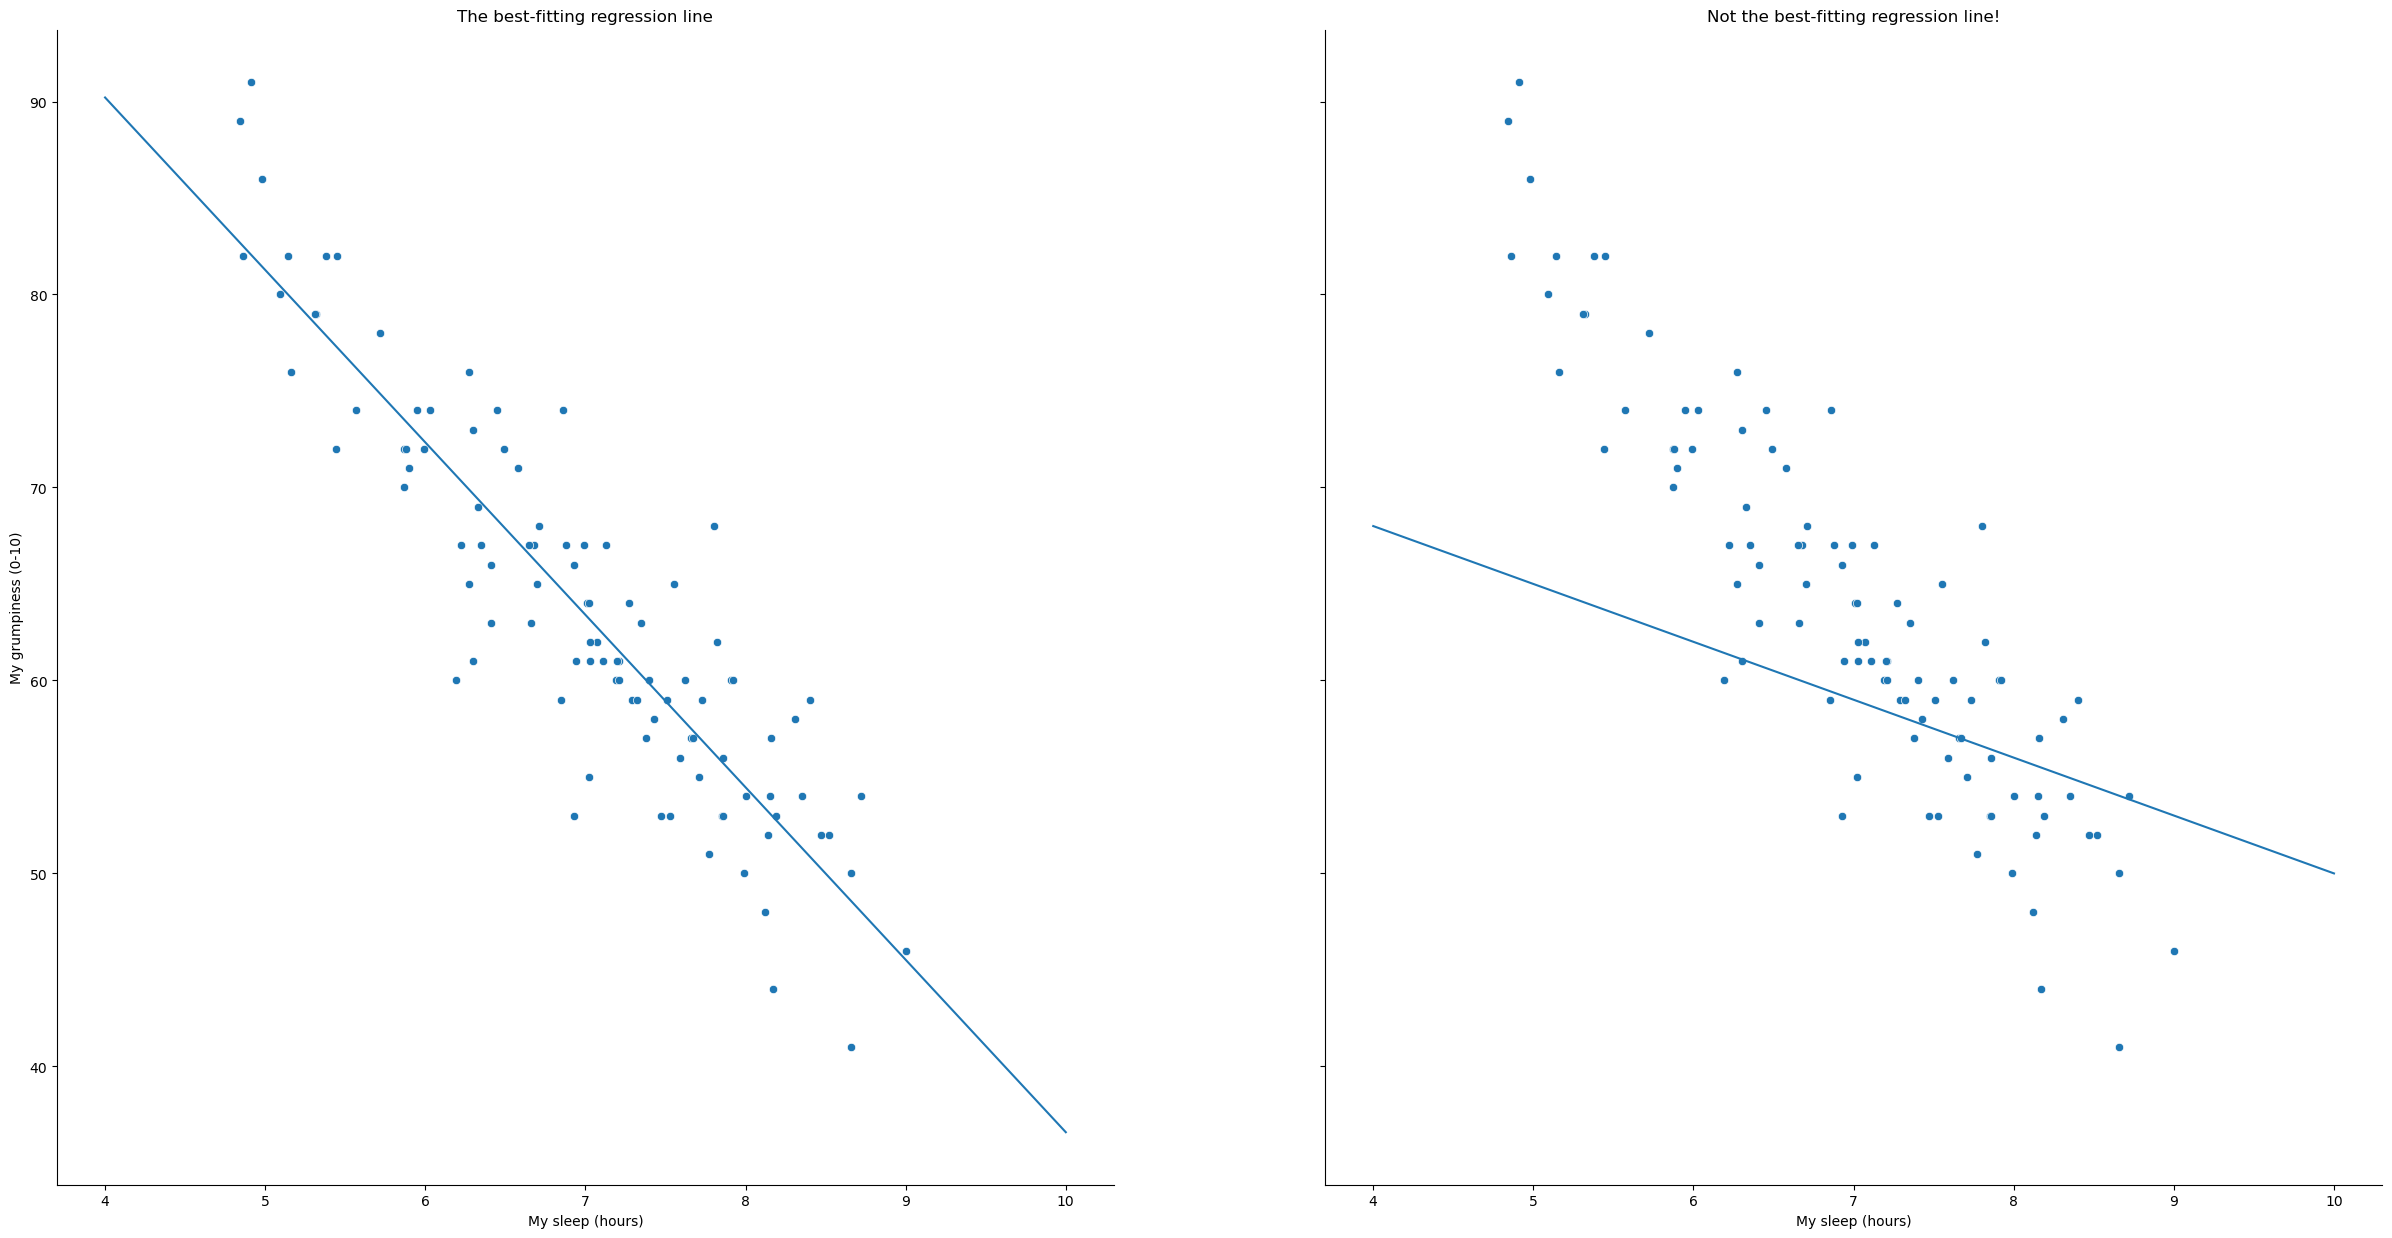 The best-fitting regression line
Not the best-fitting regression line!
My grumpiness (0-10)
90
80
70
60
50
40
4 5 6 7 8 9 10
My sleep (hours)
4 5 6 7 8 9 10
My sleep (hours)